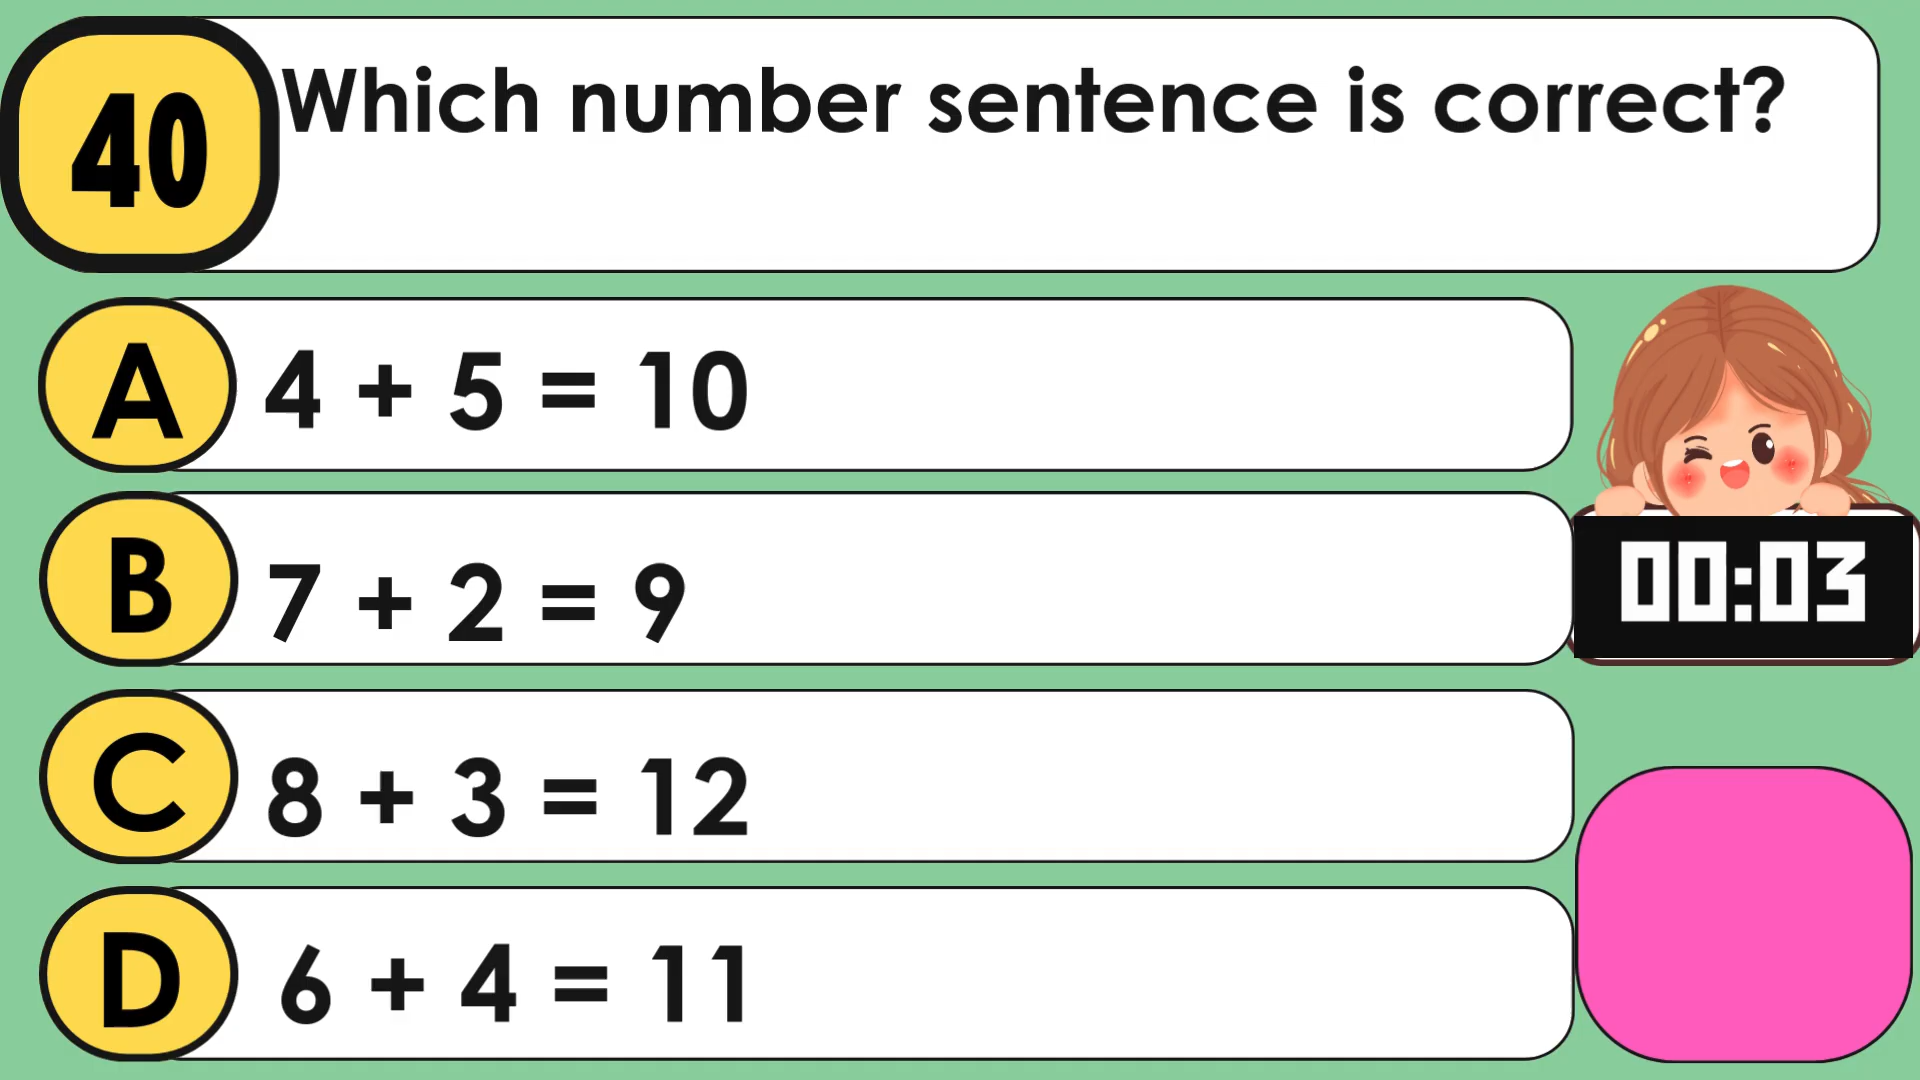 40
Which number sentence is correct?
A
4 + 5 = 10
B
7 + 2 = 9
00:03
C
8 + 3 = 12
D
6 + 4 = 11